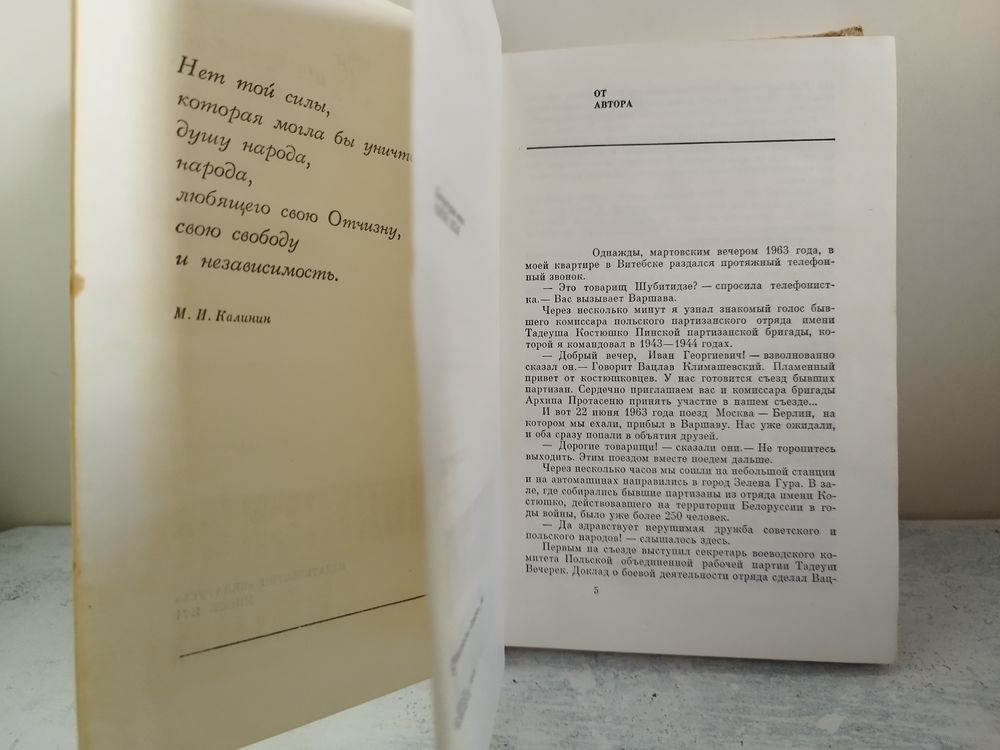 Нет той силы,
которая могла бы
душу народа,
народа,
любящего свою Отчизну,
свою свободу
и независимость.
М. И. Калинин
ОТ
АВТОРА
Однажды, мартовским вечером 1963 года, в
моей квартире в Витебске раздался протяжный телефон-
ный звонок.
— Это товарищ Шубитидзе? — спросила телефонист-
ка.— Вас вызывает Варшава.
Через несколько минут я узнал знакомый голос быв-
шего комиссара польского партизанского отряда имени
Тадеуша Костюшко Пинской партизанской бригады, ко-
торой я командовал в 1943—1944 годах.
— Добрый вечер, Иван Георгиевич! — взволнованно
сказал он.— Говорит Вацлав Климашевский. Пламенный
привет от костюшковцев. У нас готовится съезд бывших
партизан. Сердечно приглашаем вас и комиссара бригады
Архипа Протасеню принять участие в нашем съезде...
И вот 22 июня 1963 года поезд Москва — Берлин, на
котором мы ехали, прибыл в Варшаву. Нас уже ожидали,
и оба сразу попали в объятия друзей.
— Дорогие товарищи! — сказали они.— Не торопитесь
выходить. Этим поездом вместе поедем дальше.
Через несколько часов мы сошли на небольшой станции
и на автомашинах направились в город Зелена Гура. В за-
ле, где собирались бывшие партизаны из отряда имени Ко-
стюшко, действовавшего на территории Белоруссии в го-
ды войны, было уже более 250 человек.
— Да здравствует нерушимая дружба советского и
польского народов! — слышалось здесь.
Первым на съезде выступил секретарь воеводского ко-
митета Польской объединенной рабочей партии Тадеуш
Вечерек. Доклад о боевой деятельности отряда сделал Вац-
5